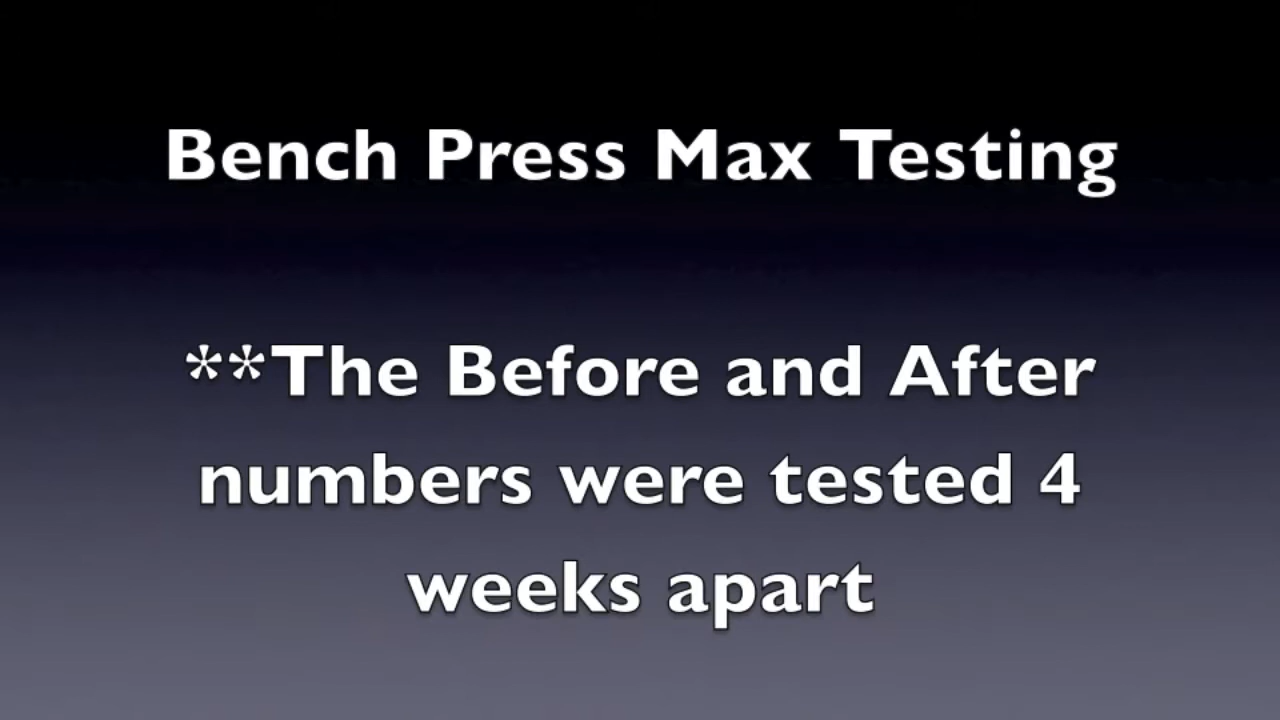 Bench Press Max Testing
**The Before and After
numbers were tested 4
weeks apart